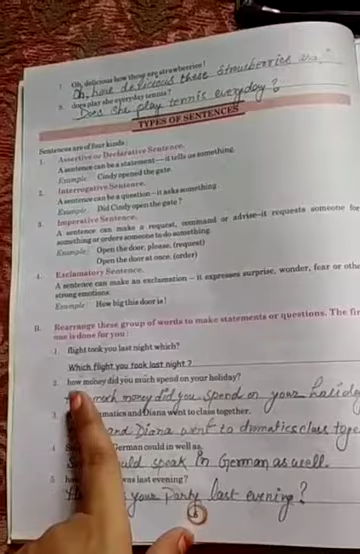 7. Oh, delicious how those are strawberries!
Oh, how delicious these strawberries are!
8. does play she everyday tennis?
Does she play tennis everyday?
TYPES OF SENTENCES
Sentences are of four kinds:
1. Assertive or Declarative Sentence.
A sentence can be a statement — it tells us something.
Example: Cindy opened the gate.
2. Interrogative Sentence.
A sentence can be a question – it asks something
Example: Did Cindy open the gate?
3. Imperative Sentence.
A sentence can make a request, command or advise–it requests someone for
something or orders someone to do something.
Example: Open the door, please, (request)
Open the door at once. (order)
4. Exclamatory Sentence.
A sentence can make an exclamation – it expresses surprise, wonder, fear or othe
strong emotions.
Example: How big this door is!
B. Rearrange these group of words to make statements or questions. The fir
one is done for you:
1. flight took you last night which?
Which flight you took last night?
2. how money did you much spend on your holiday?
much money did you spend on your holiday
3. matics and Diana went to class together.
and Diana went to dramatics class toge
4. German could in well as.
could speak in German as well.
5. was last evening?
your Party last evening?